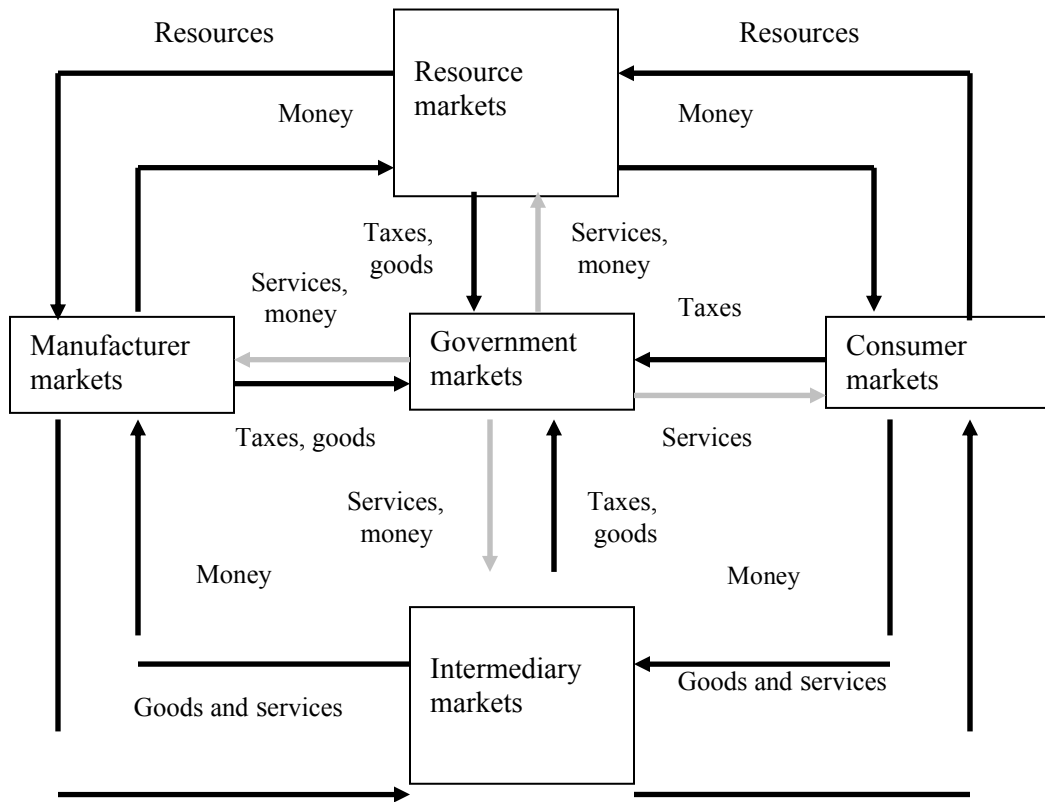 Resources
Resources
Resource
markets
Money
Money
Taxes,
goods
Services,
money
Services,
money
Taxes
Manufacturer
markets
Government
markets
Consumer
markets
Taxes, goods
Services
Services,
money
Taxes,
goods
Money
Money
Intermediary
markets
Goods and services
Goods and services